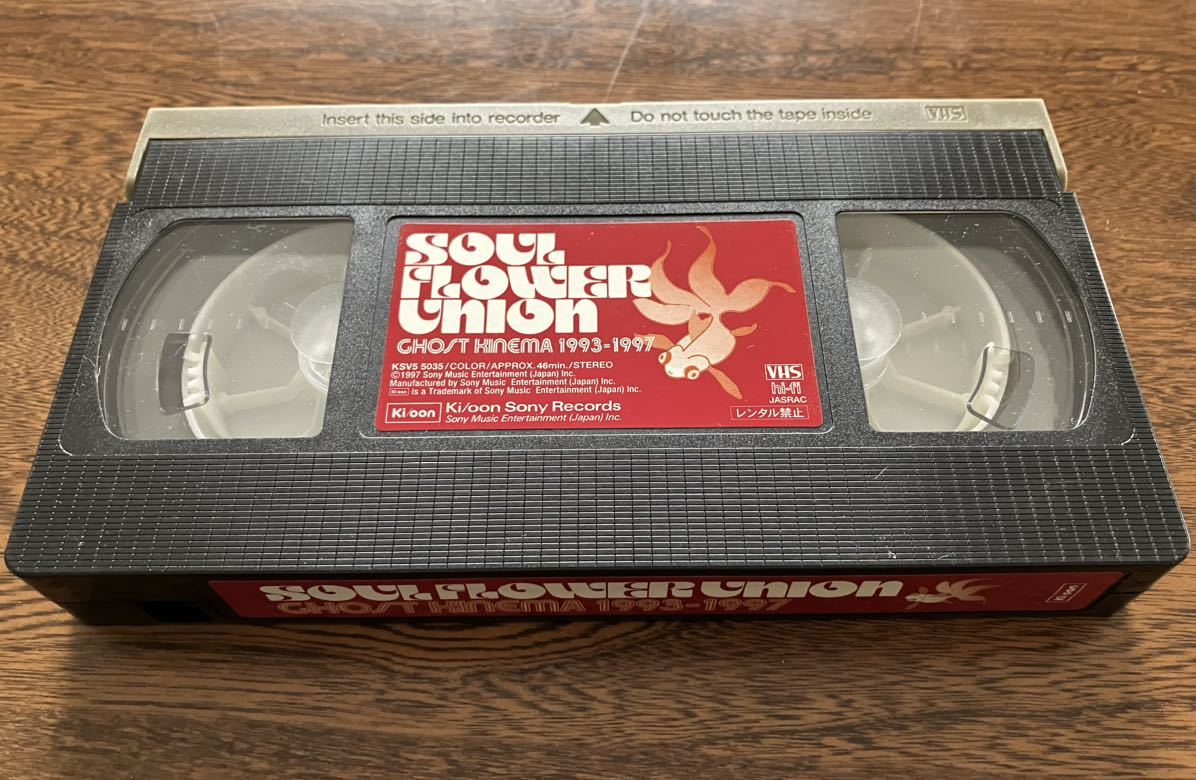 Insert this side into recorder ▲ Do not touch the tape inside VHS
SOUL
FLOWER
UNION
GHOST KINEMA 1993-1997
KSV5 5035/COLOR/APPROX. 46min./STEREO
©1997 Sony Music Entertainment (Japan) Inc.
Manufactured by Sony Music Entertainment (Japan) Inc.
Ki/oon is a Trademark of Sony Music Entertainment (Japan) Inc.
Ki/oon Ki/oon Sony Records
Sony Music Entertainment (Japan) Inc.
VHS
hi-fi
JASRAC
レンタル禁止
SOUL FLOWER UNION
GHOST KINEMA 1993-1997
Ki/oon